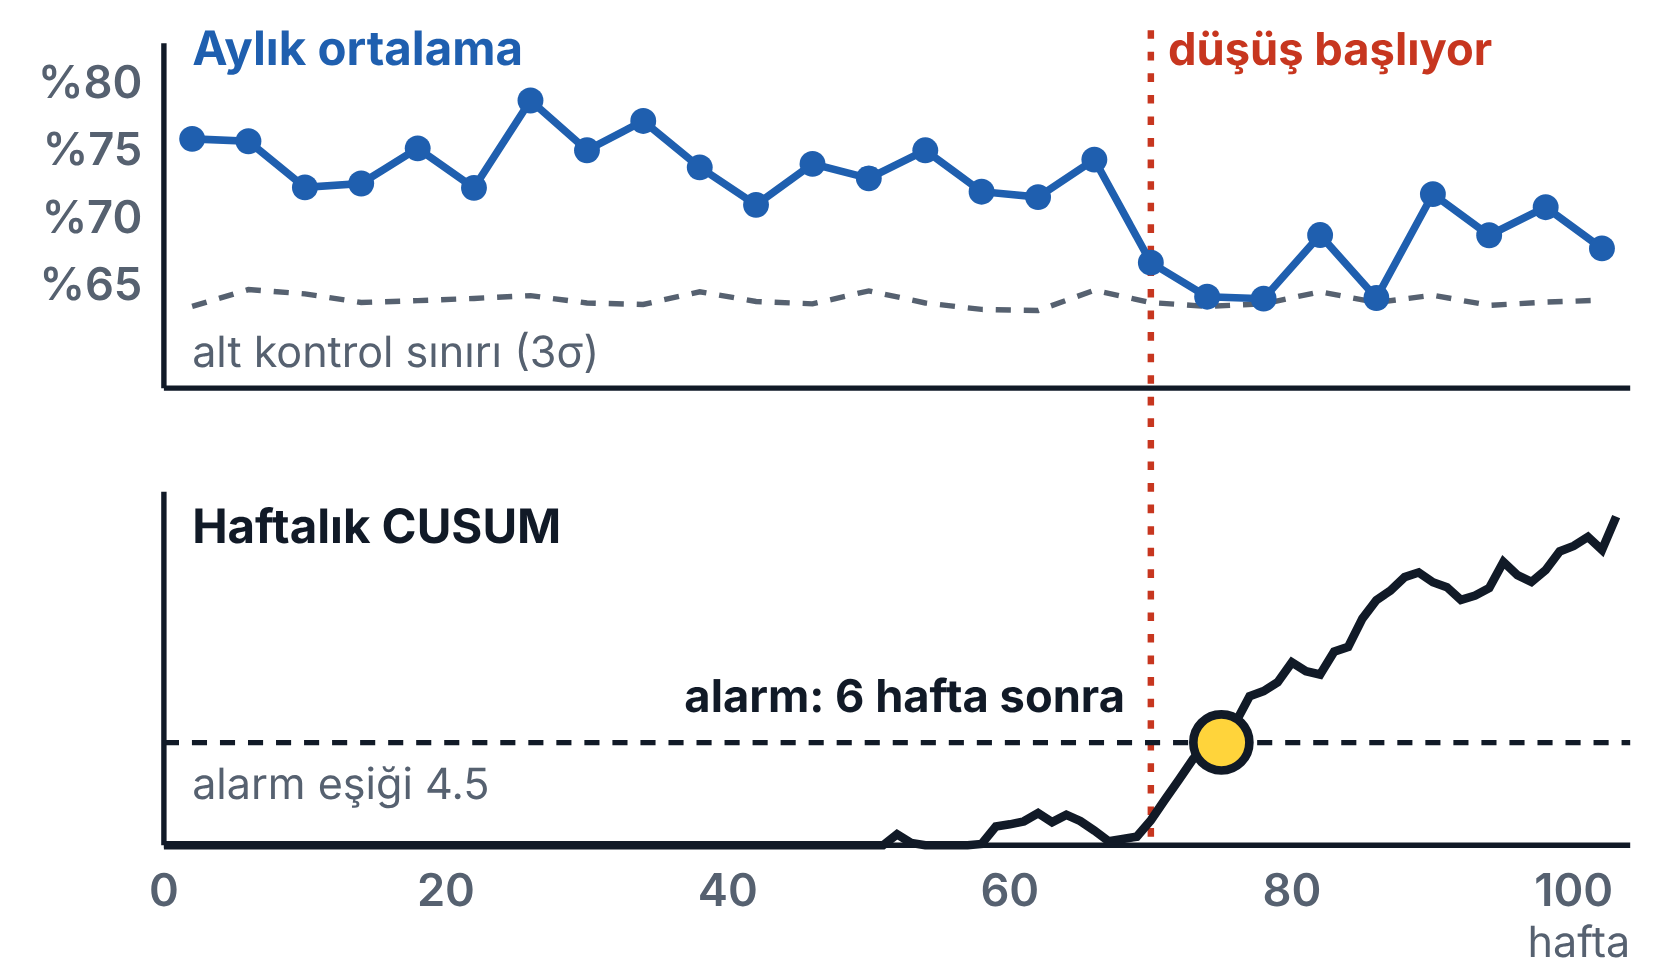 Aylık ortalama
düşüş başlıyor
%80
%75
%70
%65
alt kontrol sınırı (3σ)
Haftalık CUSUM
alarm: 6 hafta sonra
alarm eşiği 4.5
0 20 40 60 80 100
hafta